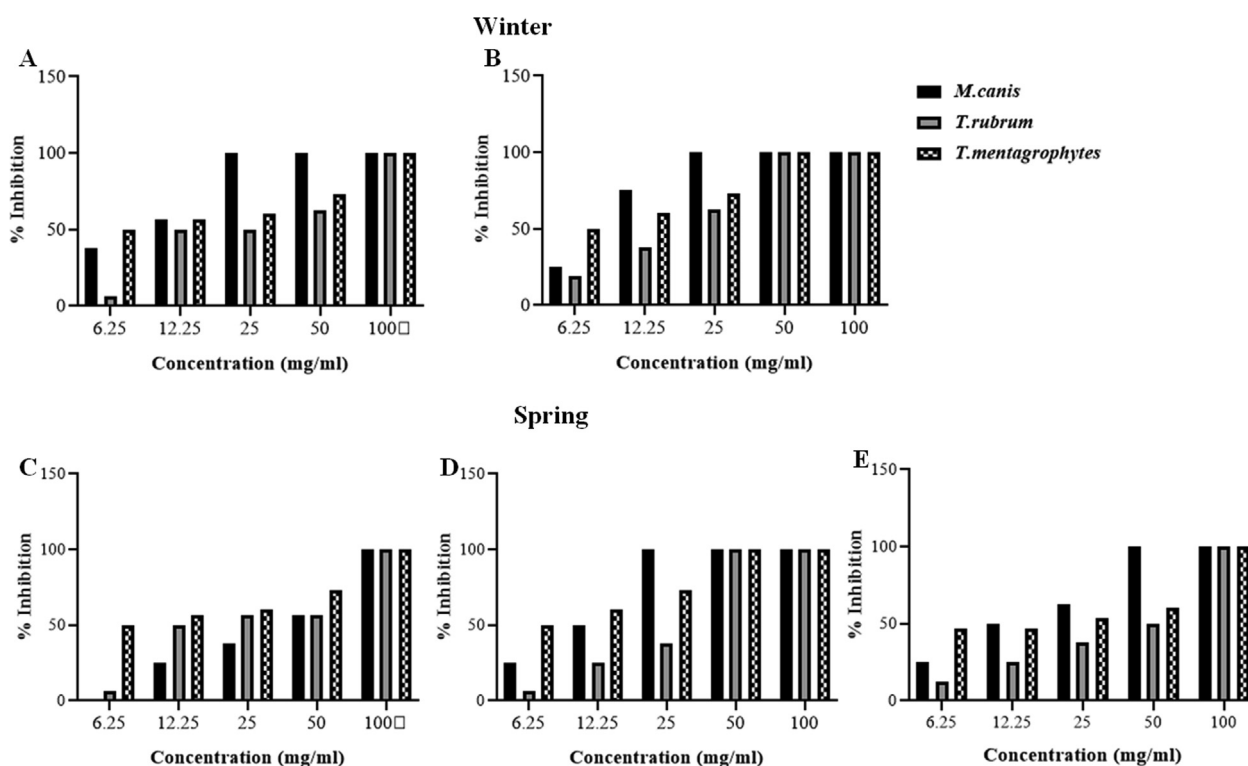 Winter
A
B
150
100
50
0
% Inhibition
6.25 12.25 25 50 100□
Concentration (mg/ml)
150
100
50
0
% Inhibition
6.25 12.25 25 50 100
Concentration (mg/ml)
M.canis
T.rubrum
T.mentagrophytes
Spring
C
D
E
150
100
50
0
% Inhibition
6.25 12.25 25 50 100□
Concentration (mg/ml)
150
100
50
0
% Inhibition
6.25 12.25 25 50 100
Concentration (mg/ml)
150
100
50
0
% Inhibition
6.25 12.25 25 50 100
Concentration (mg/ml)